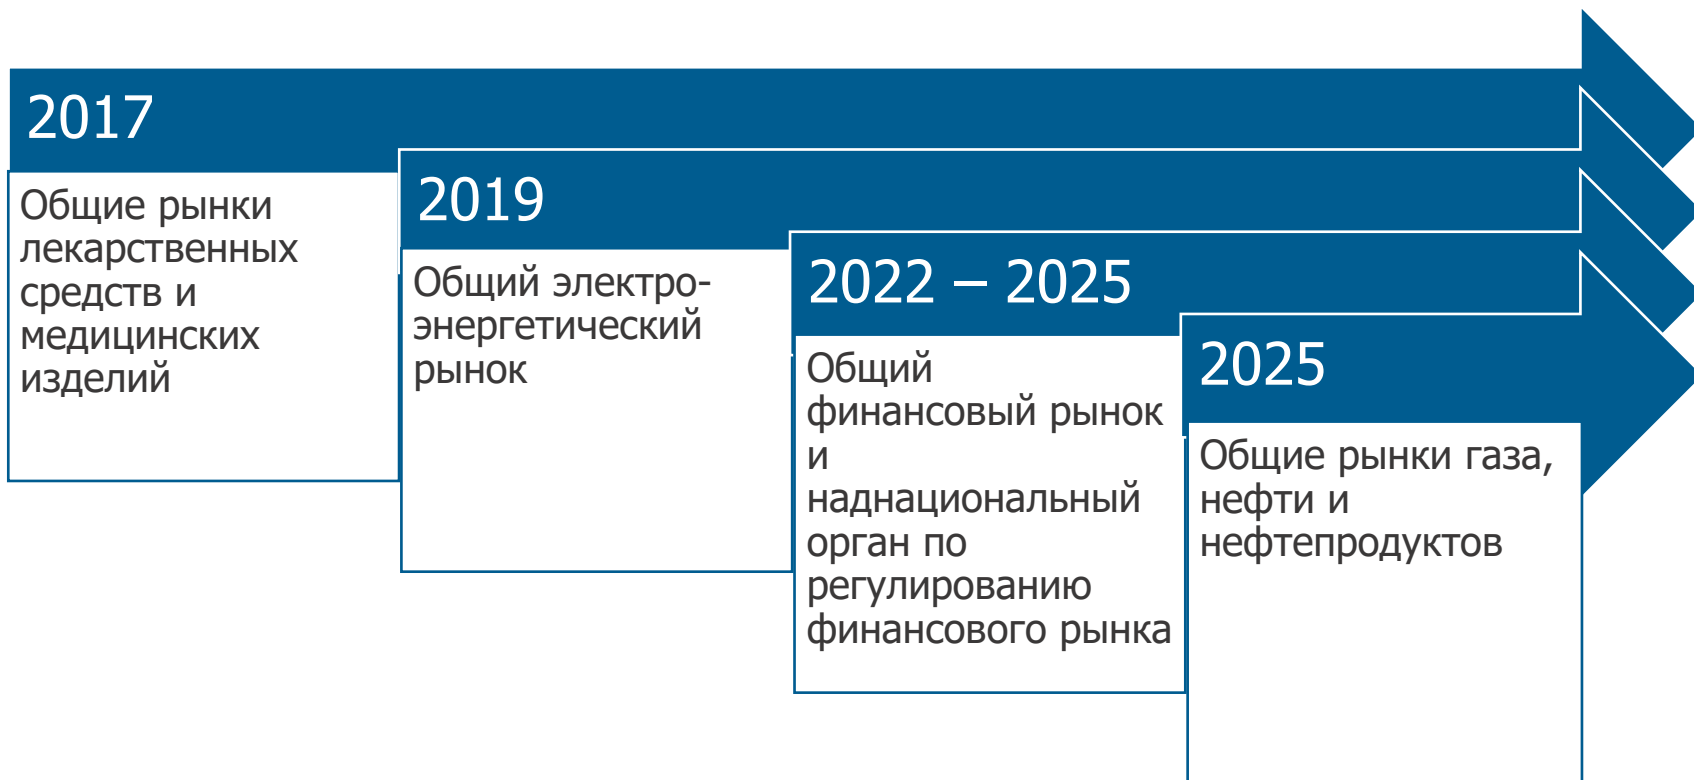 2017
Общие рынки
лекарственных
средств и
медицинских
изделий
2019
Общий электро-
энергетический
рынок
2022 – 2025
Общий
финансовый рынок
и
наднациональный
орган по
регулированию
финансового рынка
2025
Общие рынки газа,
нефти и
нефтепродуктов